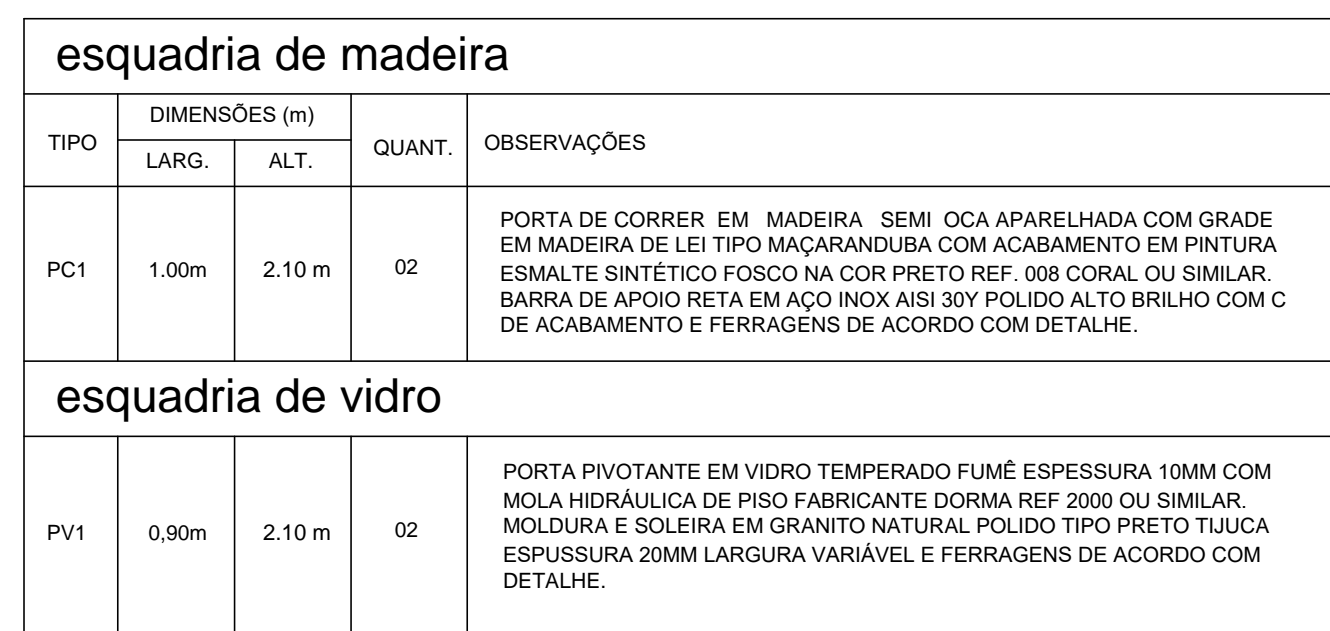 esquadria de madeira
TIPO
DIMENSÕES (m)
LARG.
ALT.
QUANT.
OBSERVAÇÕES
PC1
1.00m
2.10 m
02
PORTA DE CORRER EM MADEIRA SEMI OCA APARELHADA COM GRADE
EM MADEIRA DE LEI TIPO MAÇARANDUBA COM ACABAMENTO EM PINTURA
ESMALTE SINTÉTICO FOSCO NA COR PRETO REF. 008 CORAL OU SIMILAR.
BARRA DE APOIO RETA EM AÇO INOX AISI 30Y POLIDO ALTO BRILHO COM C
DE ACABAMENTO E FERRAGENS DE ACORDO COM DETALHE.
esquadria de vidro
PV1
0,90m
2.10 m
02
PORTA PIVOTANTE EM VIDRO TEMPERADO FUMÊ ESPESSURA 10MM COM
MOLA HIDRÁULICA DE PISO FABRICANTE DORMA REF 2000 OU SIMILAR.
MOLDURA E SOLEIRA EM GRANITO NATURAL POLIDO TIPO PRETO TIJUCA
ESPUSSURA 20MM LARGURA VARIÁVEL E FERRAGENS DE ACORDO COM
DETALHE.